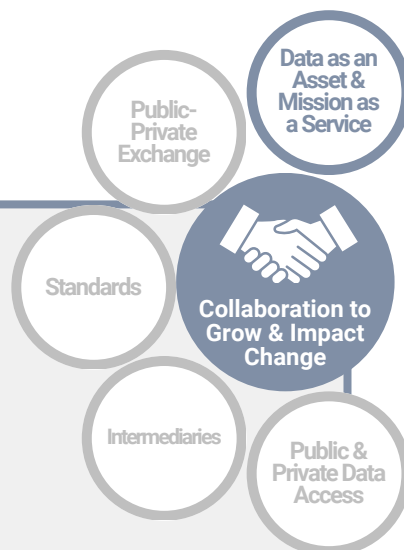 Data as an
Asset &
Mission as
a Service
Public-
Private
Exchange
Standards
Collaboration to
Grow & Impact
Change
Intermediaries
Public &
Private Data
Access